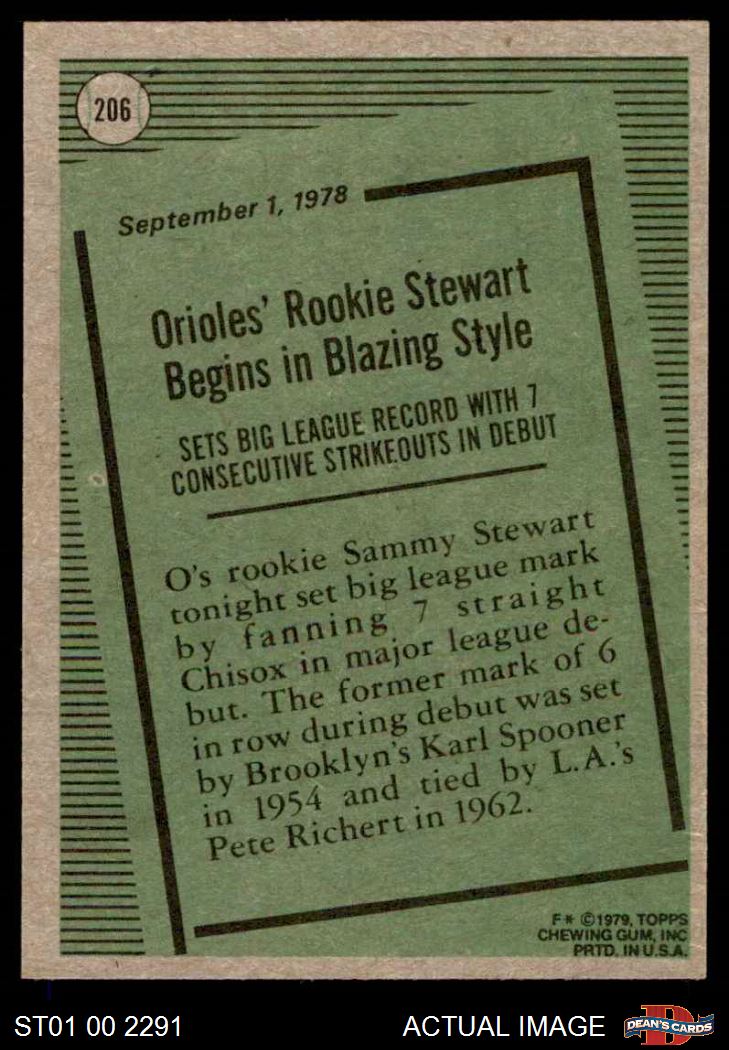 206
September 1, 1978
Orioles' Rookie Stewart
Begins in Blazing Style
SETS BIG LEAGUE RECORD WITH 7
CONSECUTIVE STRIKEOUTS IN DEBUT
O's rookie Sammy Stewart
tonight set big league mark
by fanning 7 straight
Chisox in major league de-
but. The former mark of 6
in row during debut was set
by Brooklyn's Karl Spooner
in 1954 and tied by L.A.'s
Pete Richert in 1962.
F* ©1979, TOPPS
CHEWING GUM, INC
PRTD. IN U.S.A.
ST01 00 2291
ACTUAL IMAGE
D
DEAN'S CARDS